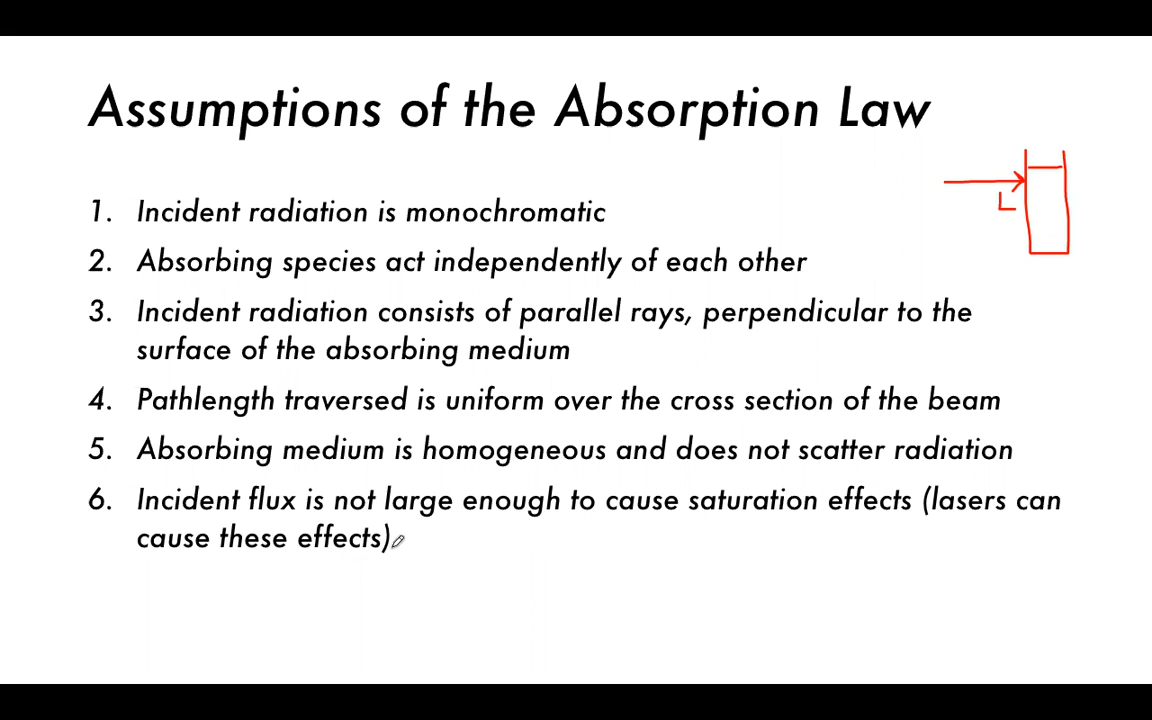 Assumptions of the Absorption Law
1. Incident radiation is monochromatic
2. Absorbing species act independently of each other
3. Incident radiation consists of parallel rays, perpendicular to the
surface of the absorbing medium
4. Pathlength traversed is uniform over the cross section of the beam
5. Absorbing medium is homogeneous and does not scatter radiation
6. Incident flux is not large enough to cause saturation effects (lasers can
cause these effects)